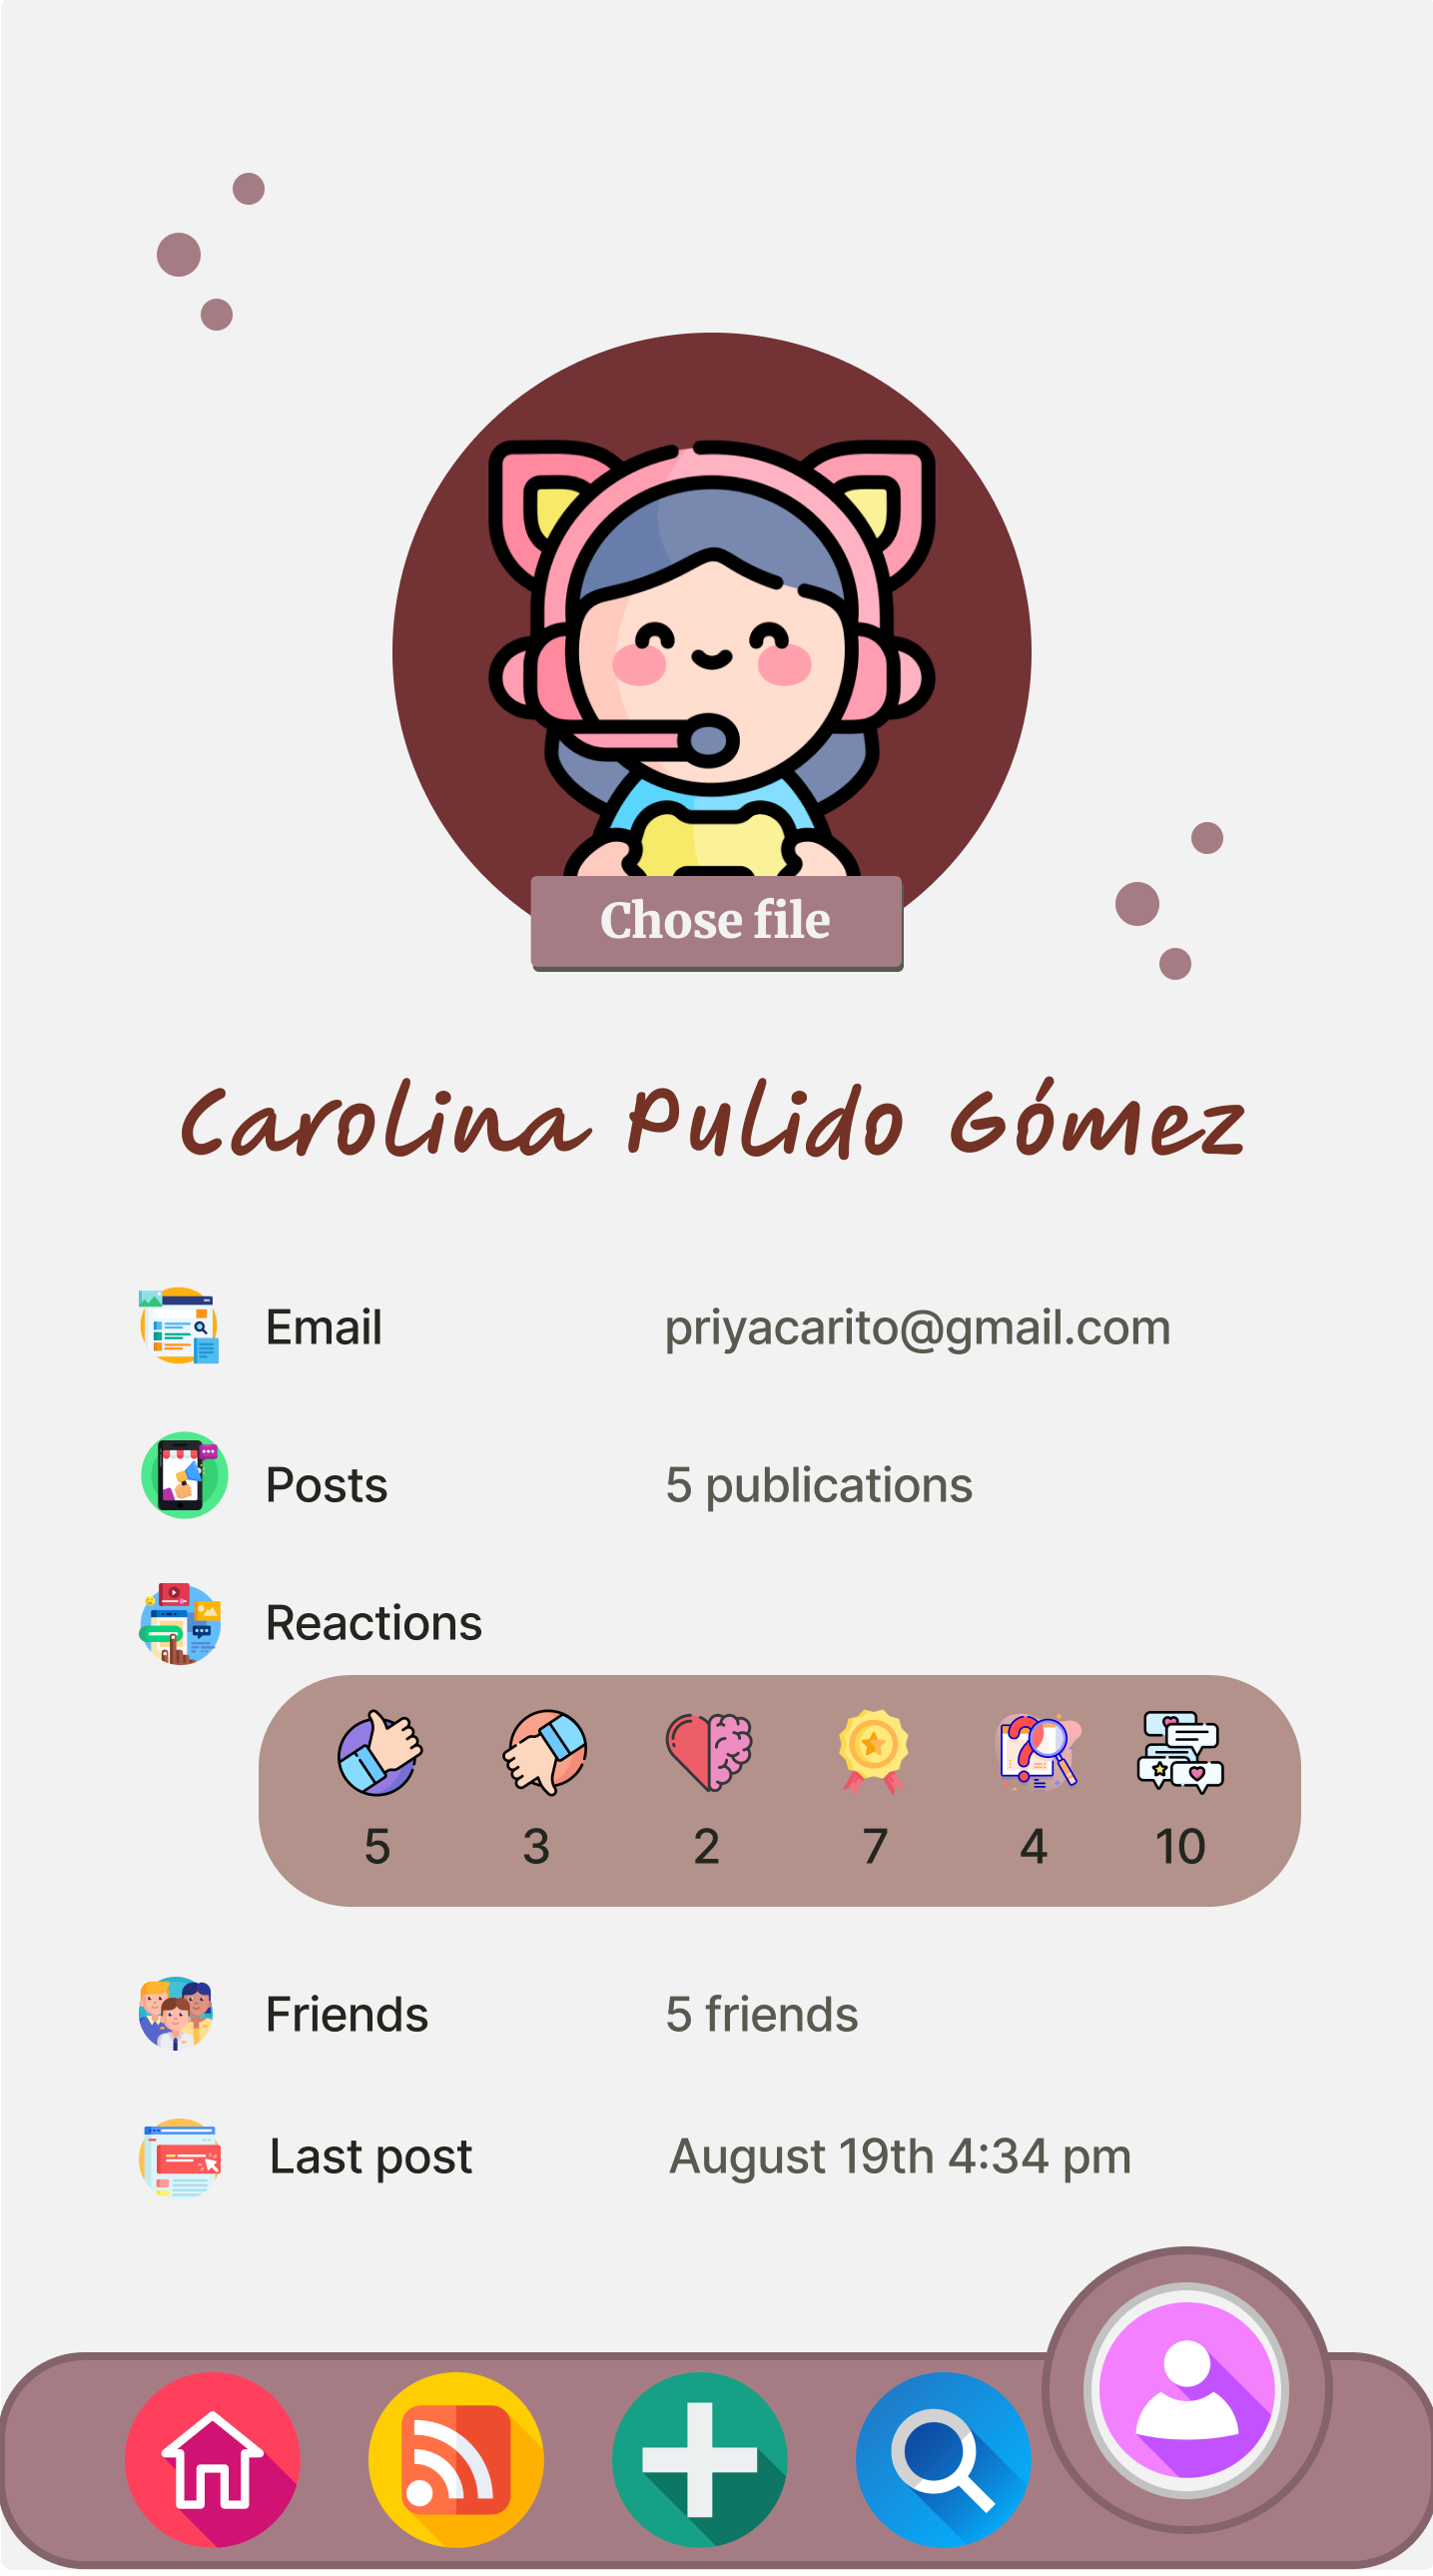 Chose file
Carolina Pulido Gómez
Email priyacarito@gmail.com
Posts 5 publications
Reactions
5 3 2 7 4 10
Friends 5 friends
Last post August 19th 4:34 pm